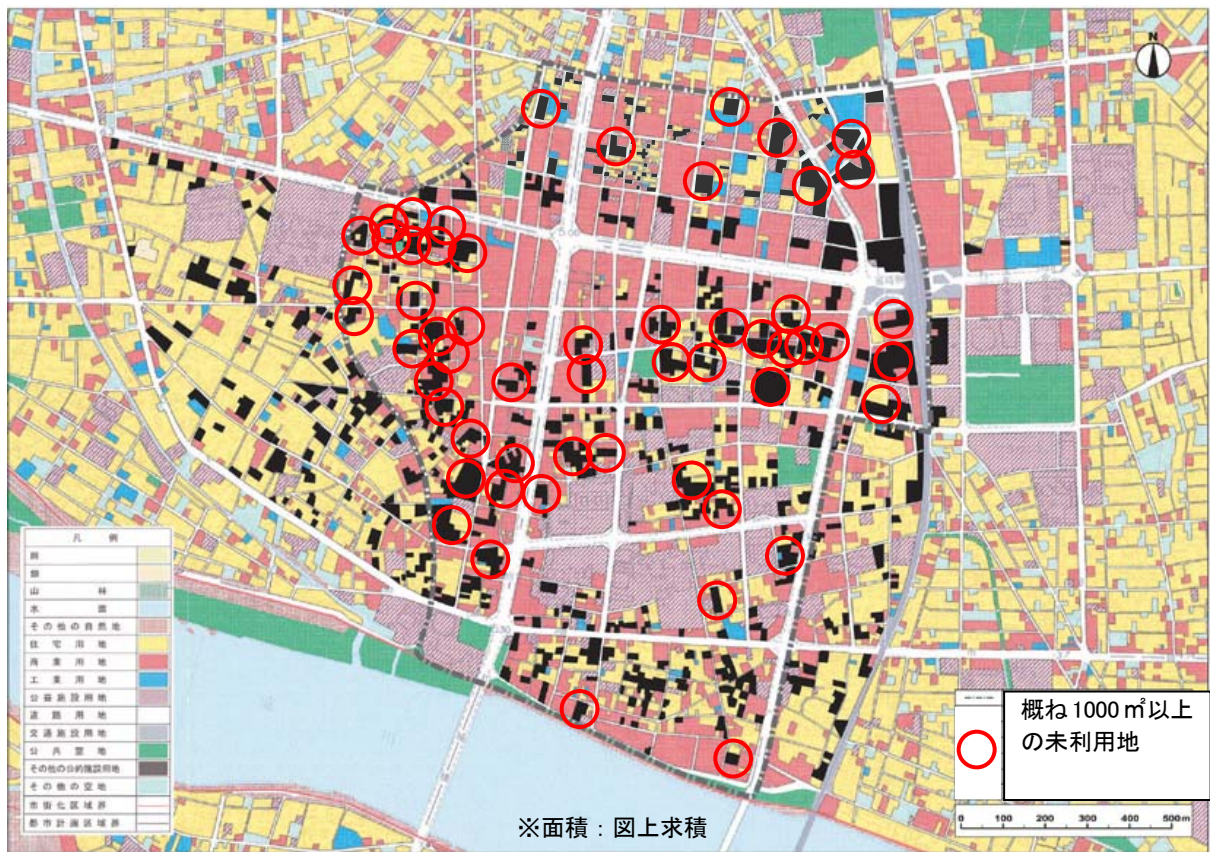 N
凡 例
田
畑
山 林
水 面
その他の自然地
住 宅 用 地
商 業 用 地
工 業 用 地
公益施設用地
道 路 用 地
交通施設用地
公 共 空 地
その他の公的施設用地
その他の空地
市街化区域界
都市計画区域界
概ね1000㎡以上
の未利用地
※面積：図上求積
0 100 200 300 400 500m